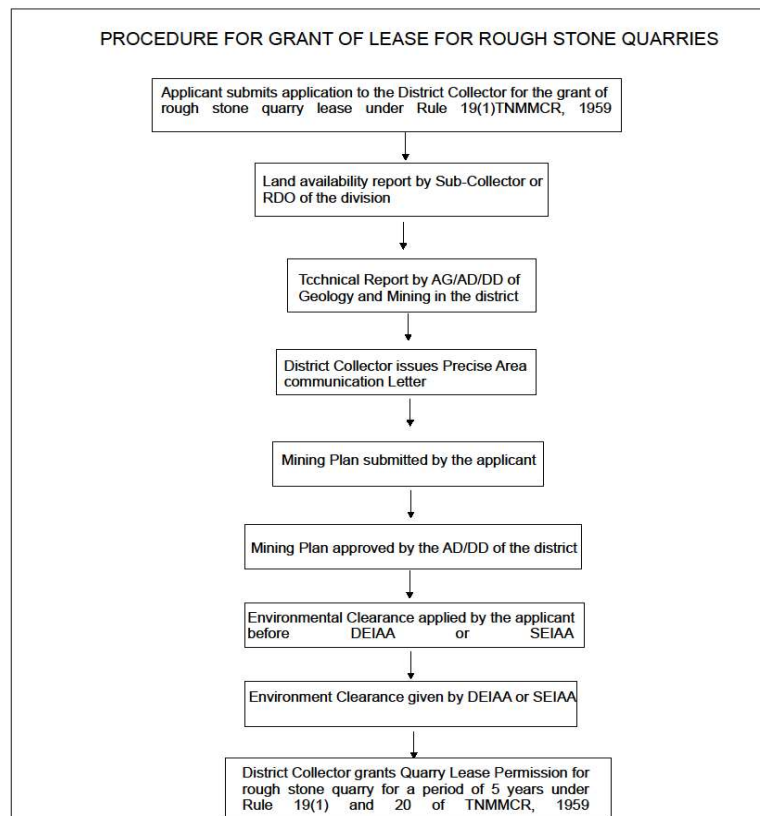 PROCEDURE FOR GRANT OF LEASE FOR ROUGH STONE QUARRIES
Applicant submits application to the District Collector for the grant of
rough stone quarry lease under Rule 19(1)TNMMCR, 1959
Land availability report by Sub-Collector or
RDO of the division
Tcchnical Report by AG/AD/DD of
Geology and Mining in the district
District Collector issues Precise Area
communication Letter
Mining Plan submitted by the applicant
Mining Plan approved by the AD/DD of the district
Environmental Clearance applied by the applicant
before DEIAA or SEIAA
Environment Clearance given by DEIAA or SEIAA
District Collector grants Quarry Lease Permission for
rough stone quarry for a period of 5 years under
Rule 19(1) and 20 of TNMMCR, 1959